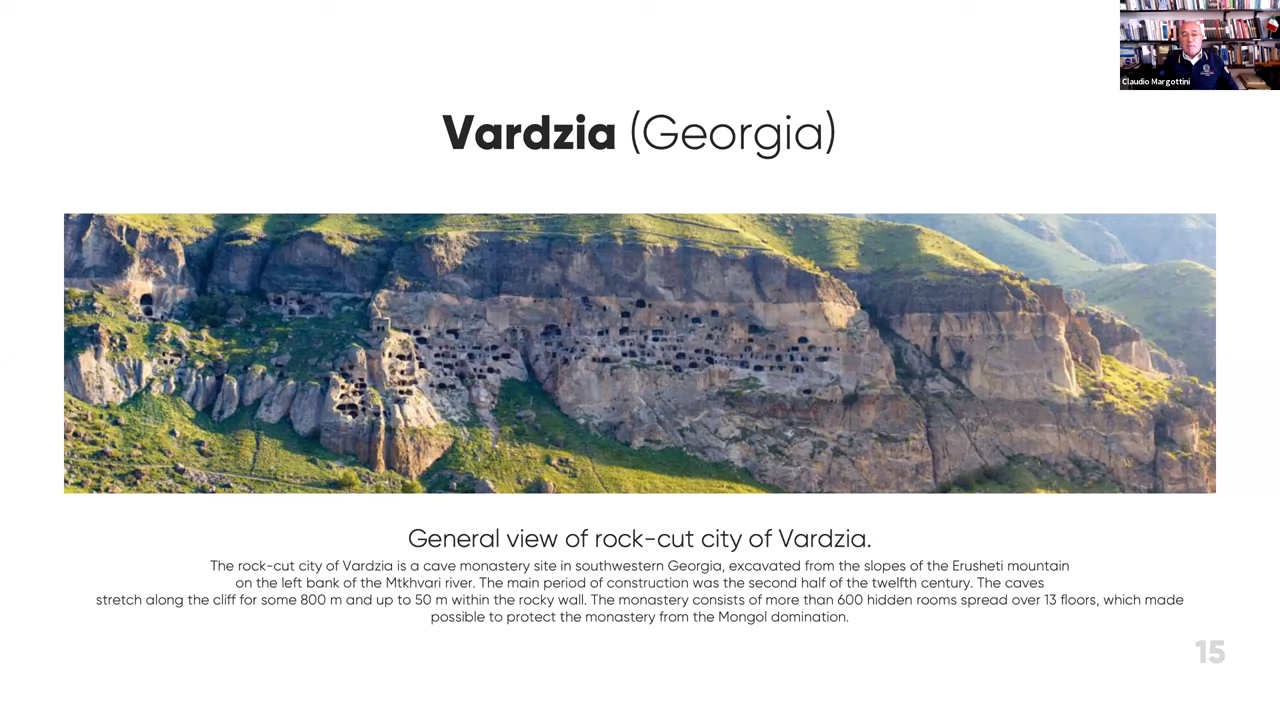 Claudio Margottini
Vardzia (Georgia)
General view of rock-cut city of Vardzia.
The rock-cut city of Vardzia is a cave monastery site in southwestern Georgia, excavated from the slopes of the Erusheti mountain
on the left bank of the Mtkhvari river. The main period of construction was the second half of the twelfth century. The caves
stretch along the cliff for some 800 m and up to 50 m within the rocky wall. The monastery consists of more than 600 hidden rooms spread over 13 floors, which made
possible to protect the monastery from the Mongol domination.
15